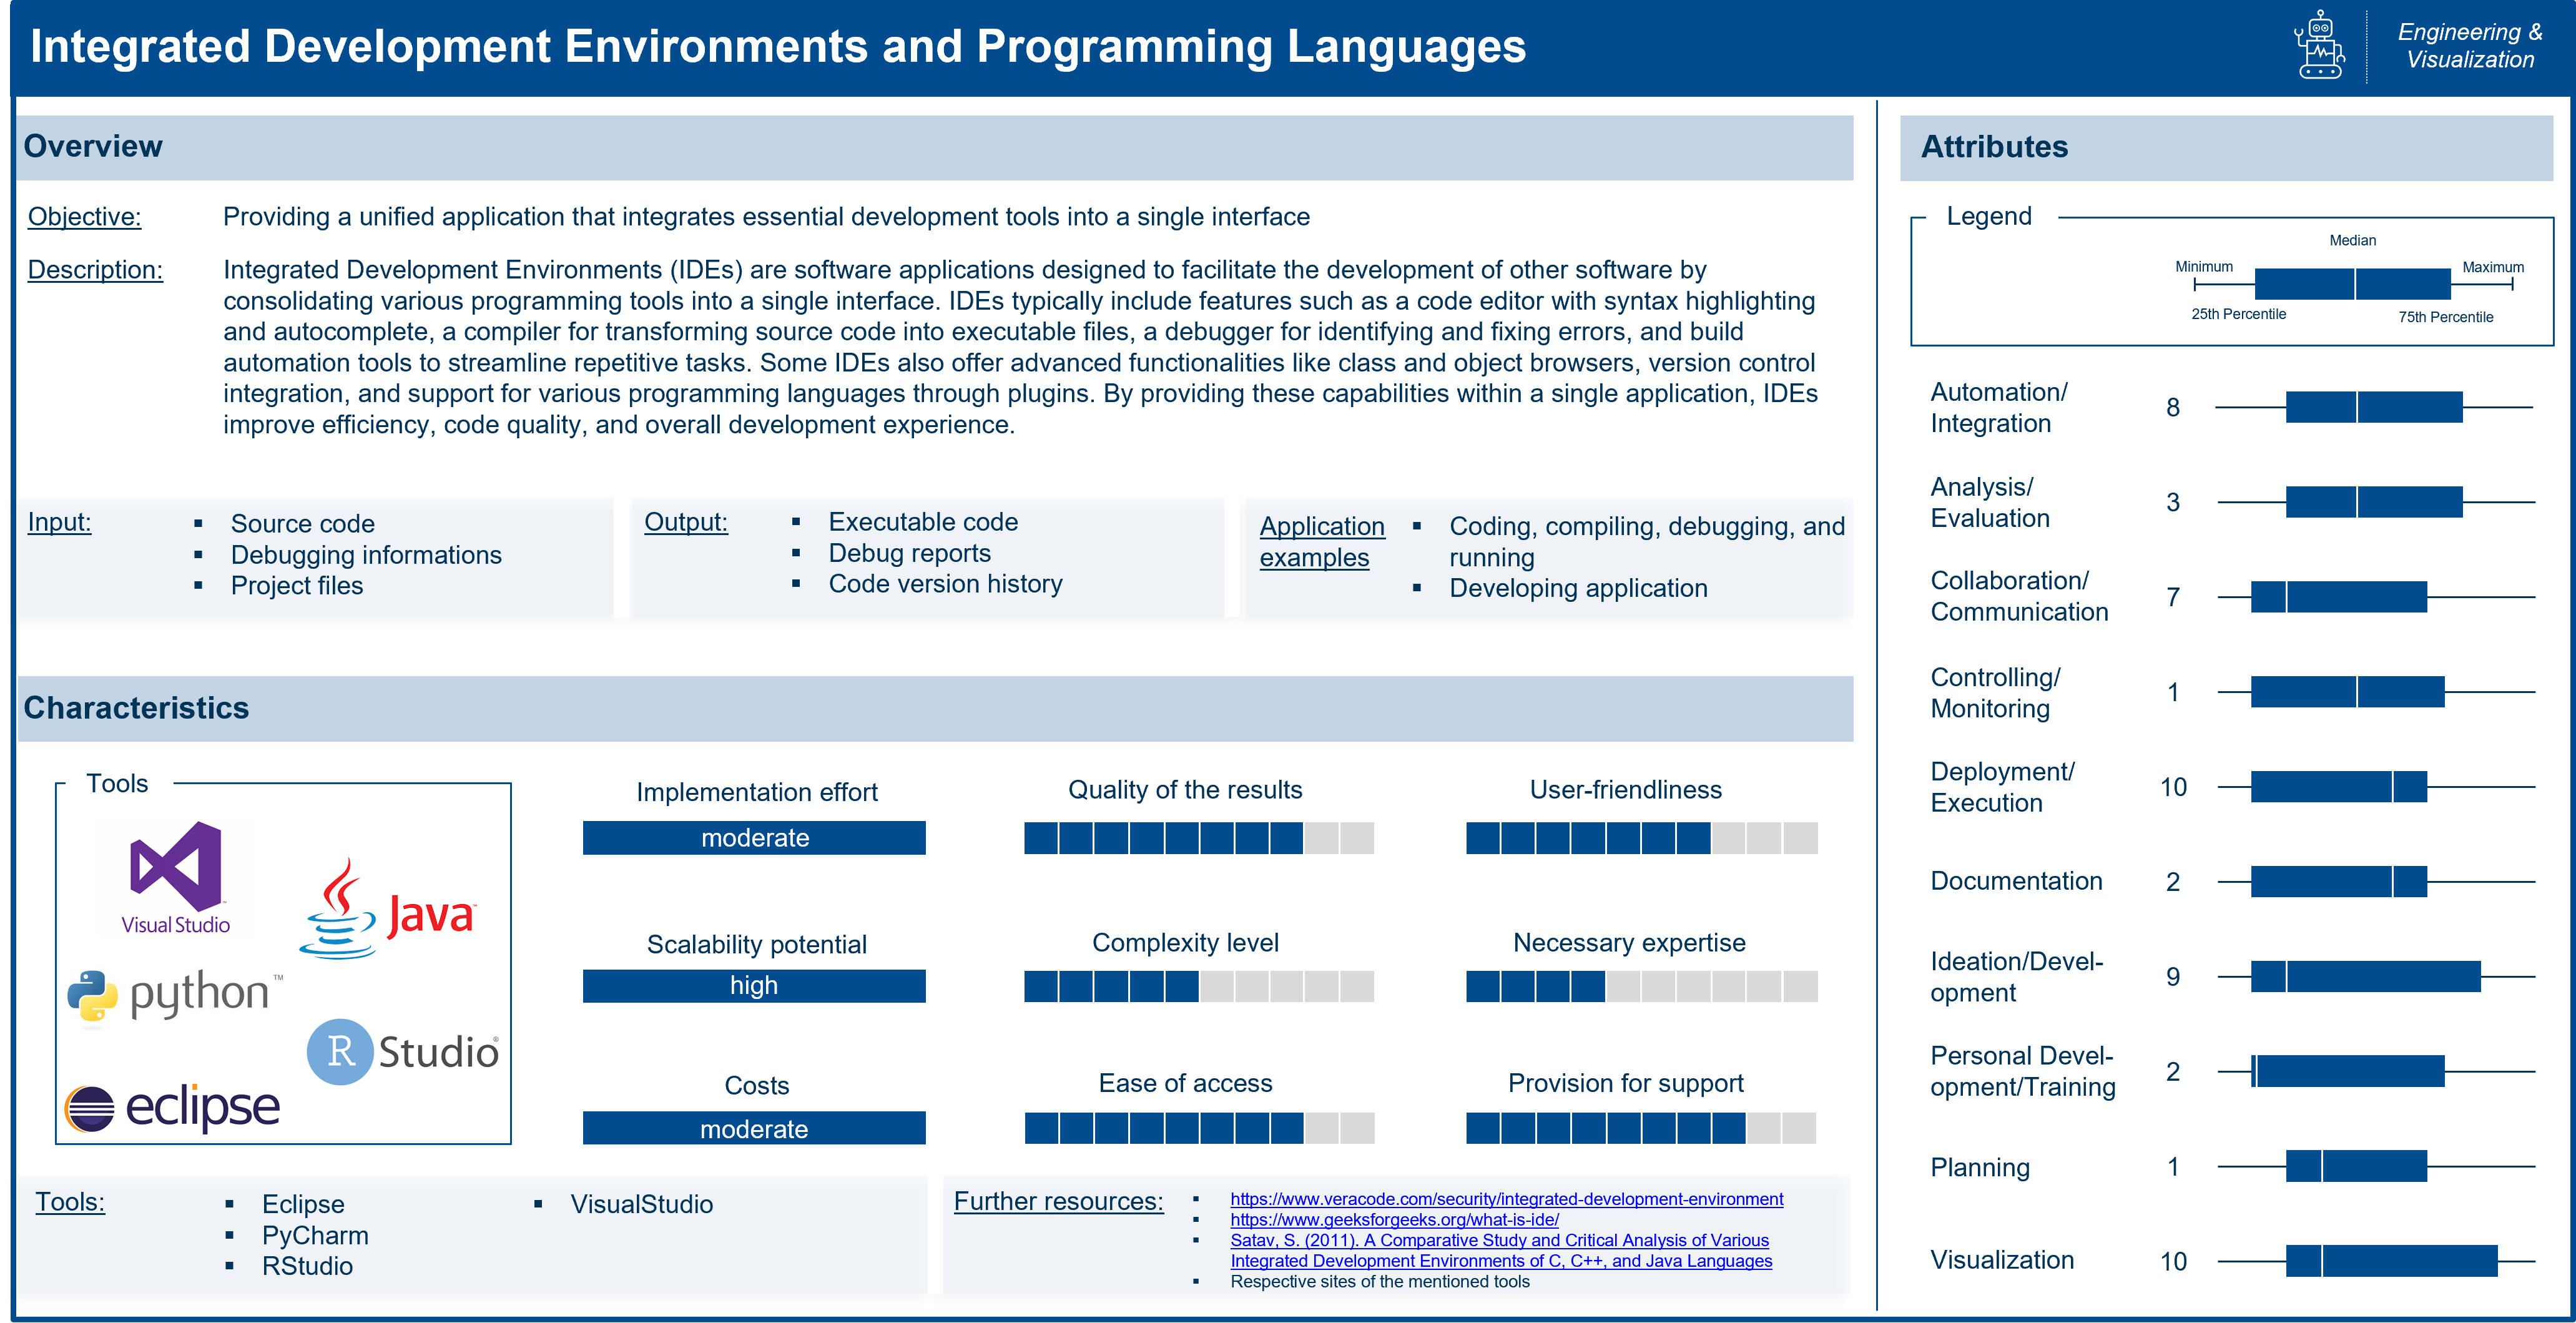 Integrated Development Environments and Programming Languages
Engineering &
Visualization
Overview
Objective:
Providing a unified application that integrates essential development tools into a single interface
Description:
Integrated Development Environments (IDEs) are software applications designed to facilitate the development of other software by
consolidating various programming tools into a single interface. IDEs typically include features such as a code editor with syntax highlighting
and autocomplete, a compiler for transforming source code into executable files, a debugger for identifying and fixing errors, and build
automation tools to streamline repetitive tasks. Some IDEs also offer advanced functionalities like class and object browsers, version control
integration, and support for various programming languages through plugins. By providing these capabilities within a single application, IDEs
improve efficiency, code quality, and overall development experience.
Input:
▪ Source code
▪ Debugging informations
▪ Project files
Output:
▪ Executable code
▪ Debug reports
▪ Code version history
Application
examples
▪ Coding, compiling, debugging, and
running
▪ Developing application
Characteristics
Tools
Visual Studio
Java™
python™
R Studio®
eclipse
Implementation effort
moderate
Quality of the results
User-friendliness
Scalability potential
high
Complexity level
Necessary expertise
Costs
moderate
Ease of access
Provision for support
Tools:
▪ Eclipse
▪ PyCharm
▪ RStudio
▪ VisualStudio
Further resources:
▪ https://www.veracode.com/security/integrated-development-environment
▪ https://www.geeksforgeeks.org/what-is-ide/
▪ Satav, S. (2011). A Comparative Study and Critical Analysis of Various
Integrated Development Environments of C, C++, and Java Languages
▪ Respective sites of the mentioned tools
Attributes
Legend
Median
Minimum
Maximum
25th Percentile
75th Percentile
Automation/
Integration
8
Analysis/
Evaluation
3
Collaboration/
Communication
7
Controlling/
Monitoring
1
Deployment/
Execution
10
Documentation
2
Ideation/Devel-
opment
9
Personal Devel-
opment/Training
2
Planning
1
Visualization
10